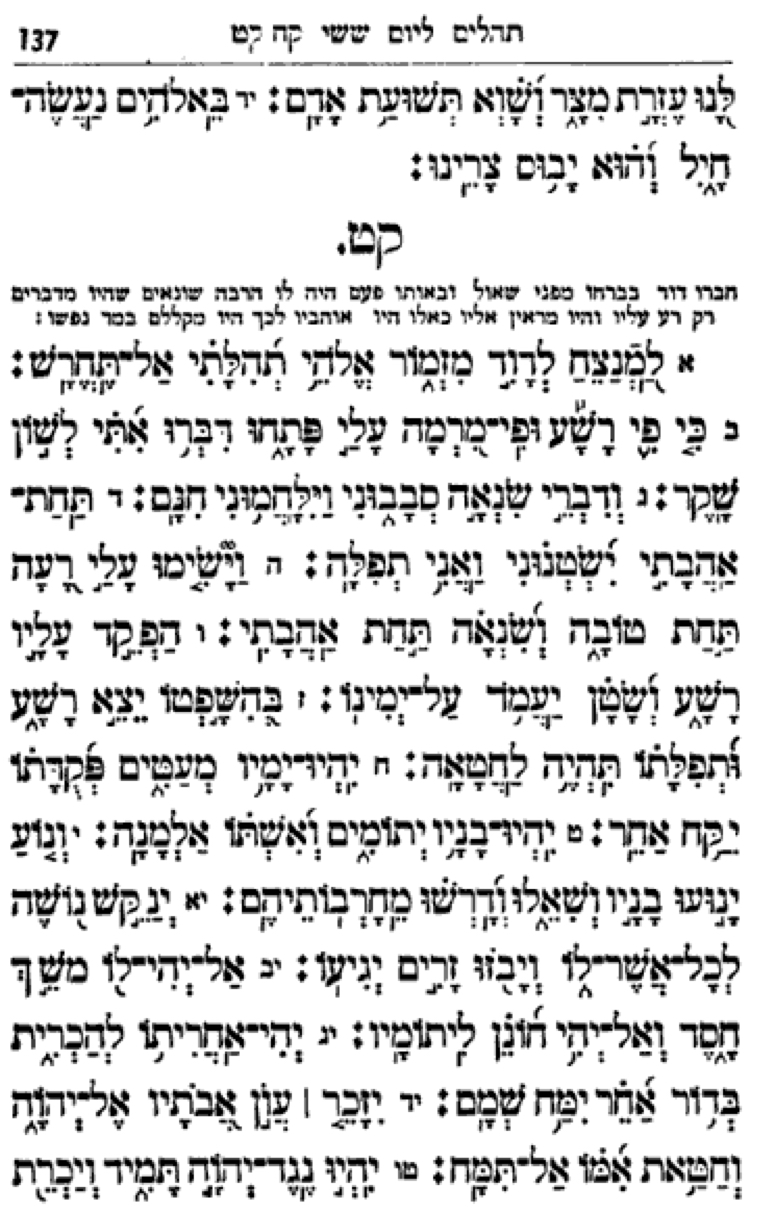 תהלים ליום ששי קח קט 137
לָּנוּ עֶזְרָת מִצָּר וְשָׁוְא תְּשׁוּעַת אָדָם: יד בֵּאלֹהִים נַעֲשֶׂה־
חָיִל וְהוּא יָבוּס צָרֵינוּ:
קט.
חברו דוד בברחו מפני שאול ובאותו פעם היה לו הרבה שונאים שהיו מדברים
רק רע עליו והיו מראין אליו כאלו היו אוהביו לכך היו מקללם במר נפשו:
א לַמְנַצֵּחַ לְדָוִד מִזְמוֹר אֱלֹהֵי תְהִלָּתִי אַל־תֶּחֱרַשׁ:
ב כִּי פִי רָשָׁע וּפִי־מִרְמָה עָלַי פָּתָחוּ דִּבְּרוּ אִתִּי לְשׁוֹן
שָׁקֶר: ג וְדִבְרֵי שִׂנְאָה סְבָבוּנִי וַיִּלָּחֲמוּנִי חִנָּם: ד תַּחַת־
אַהֲבָתִי יִשְׂטְנוּנִי וַאֲנִי תְפִלָּה: ה וַיָּשִׂימוּ עָלַי רָעָה
תַּחַת טוֹבָה וְשִׂנְאָה תַּחַת אַהֲבָתִי: ו הַפְקֵד עָלָיו
רָשָׁע וְשָׂטָן יַעֲמֹד עַל־יְמִינוֹ: ז בְּהִשָּׁפְטוֹ יֵצֵא רָשָׁע
וּתְפִלָּתוֹ תִּהְיֶה לַחֲטָאָה: ח יִהְיוּ־יָמָיו מְעַטִּים פְּקֻדָּתוֹ
יִקַּח אַחֵר: ט יִהְיוּ־בָנָיו יְתוֹמִים וְאִשְׁתּוֹ אַלְמָנָה: י וְנוֹעַ
יָנוּעוּ בָנָיו וְשִׁאֵלוּ וְדָרְשׁוּ מֵחָרְבוֹתֵיהֶם: יא יְנַקֵּשׁ נוֹשֶׁה
לְכָל־אֲשֶׁר־לוֹ וְיָבֹזּוּ זָרִים יְגִיעוֹ: יב אַל־יְהִי־לוֹ מֹשֵׁךְ
חָסֶד וְאַל־יְהִי חוֹנֵן לִיתוֹמָיו: יג יְהִי־אַחֲרִיתוֹ לְהַכְרִית
בְּדוֹר אַחֵר יִמַּח שְׁמָם: יד יִזָּכֵר | עֲוֹן אֲבֹתָיו אֶל־יְהוָה
וְחַטַּאת אִמּוֹ אַל־תִּמָּח: טו יִהְיוּ נֶגֶד־יְהוָה תָּמִיד וְיַכְרֵת